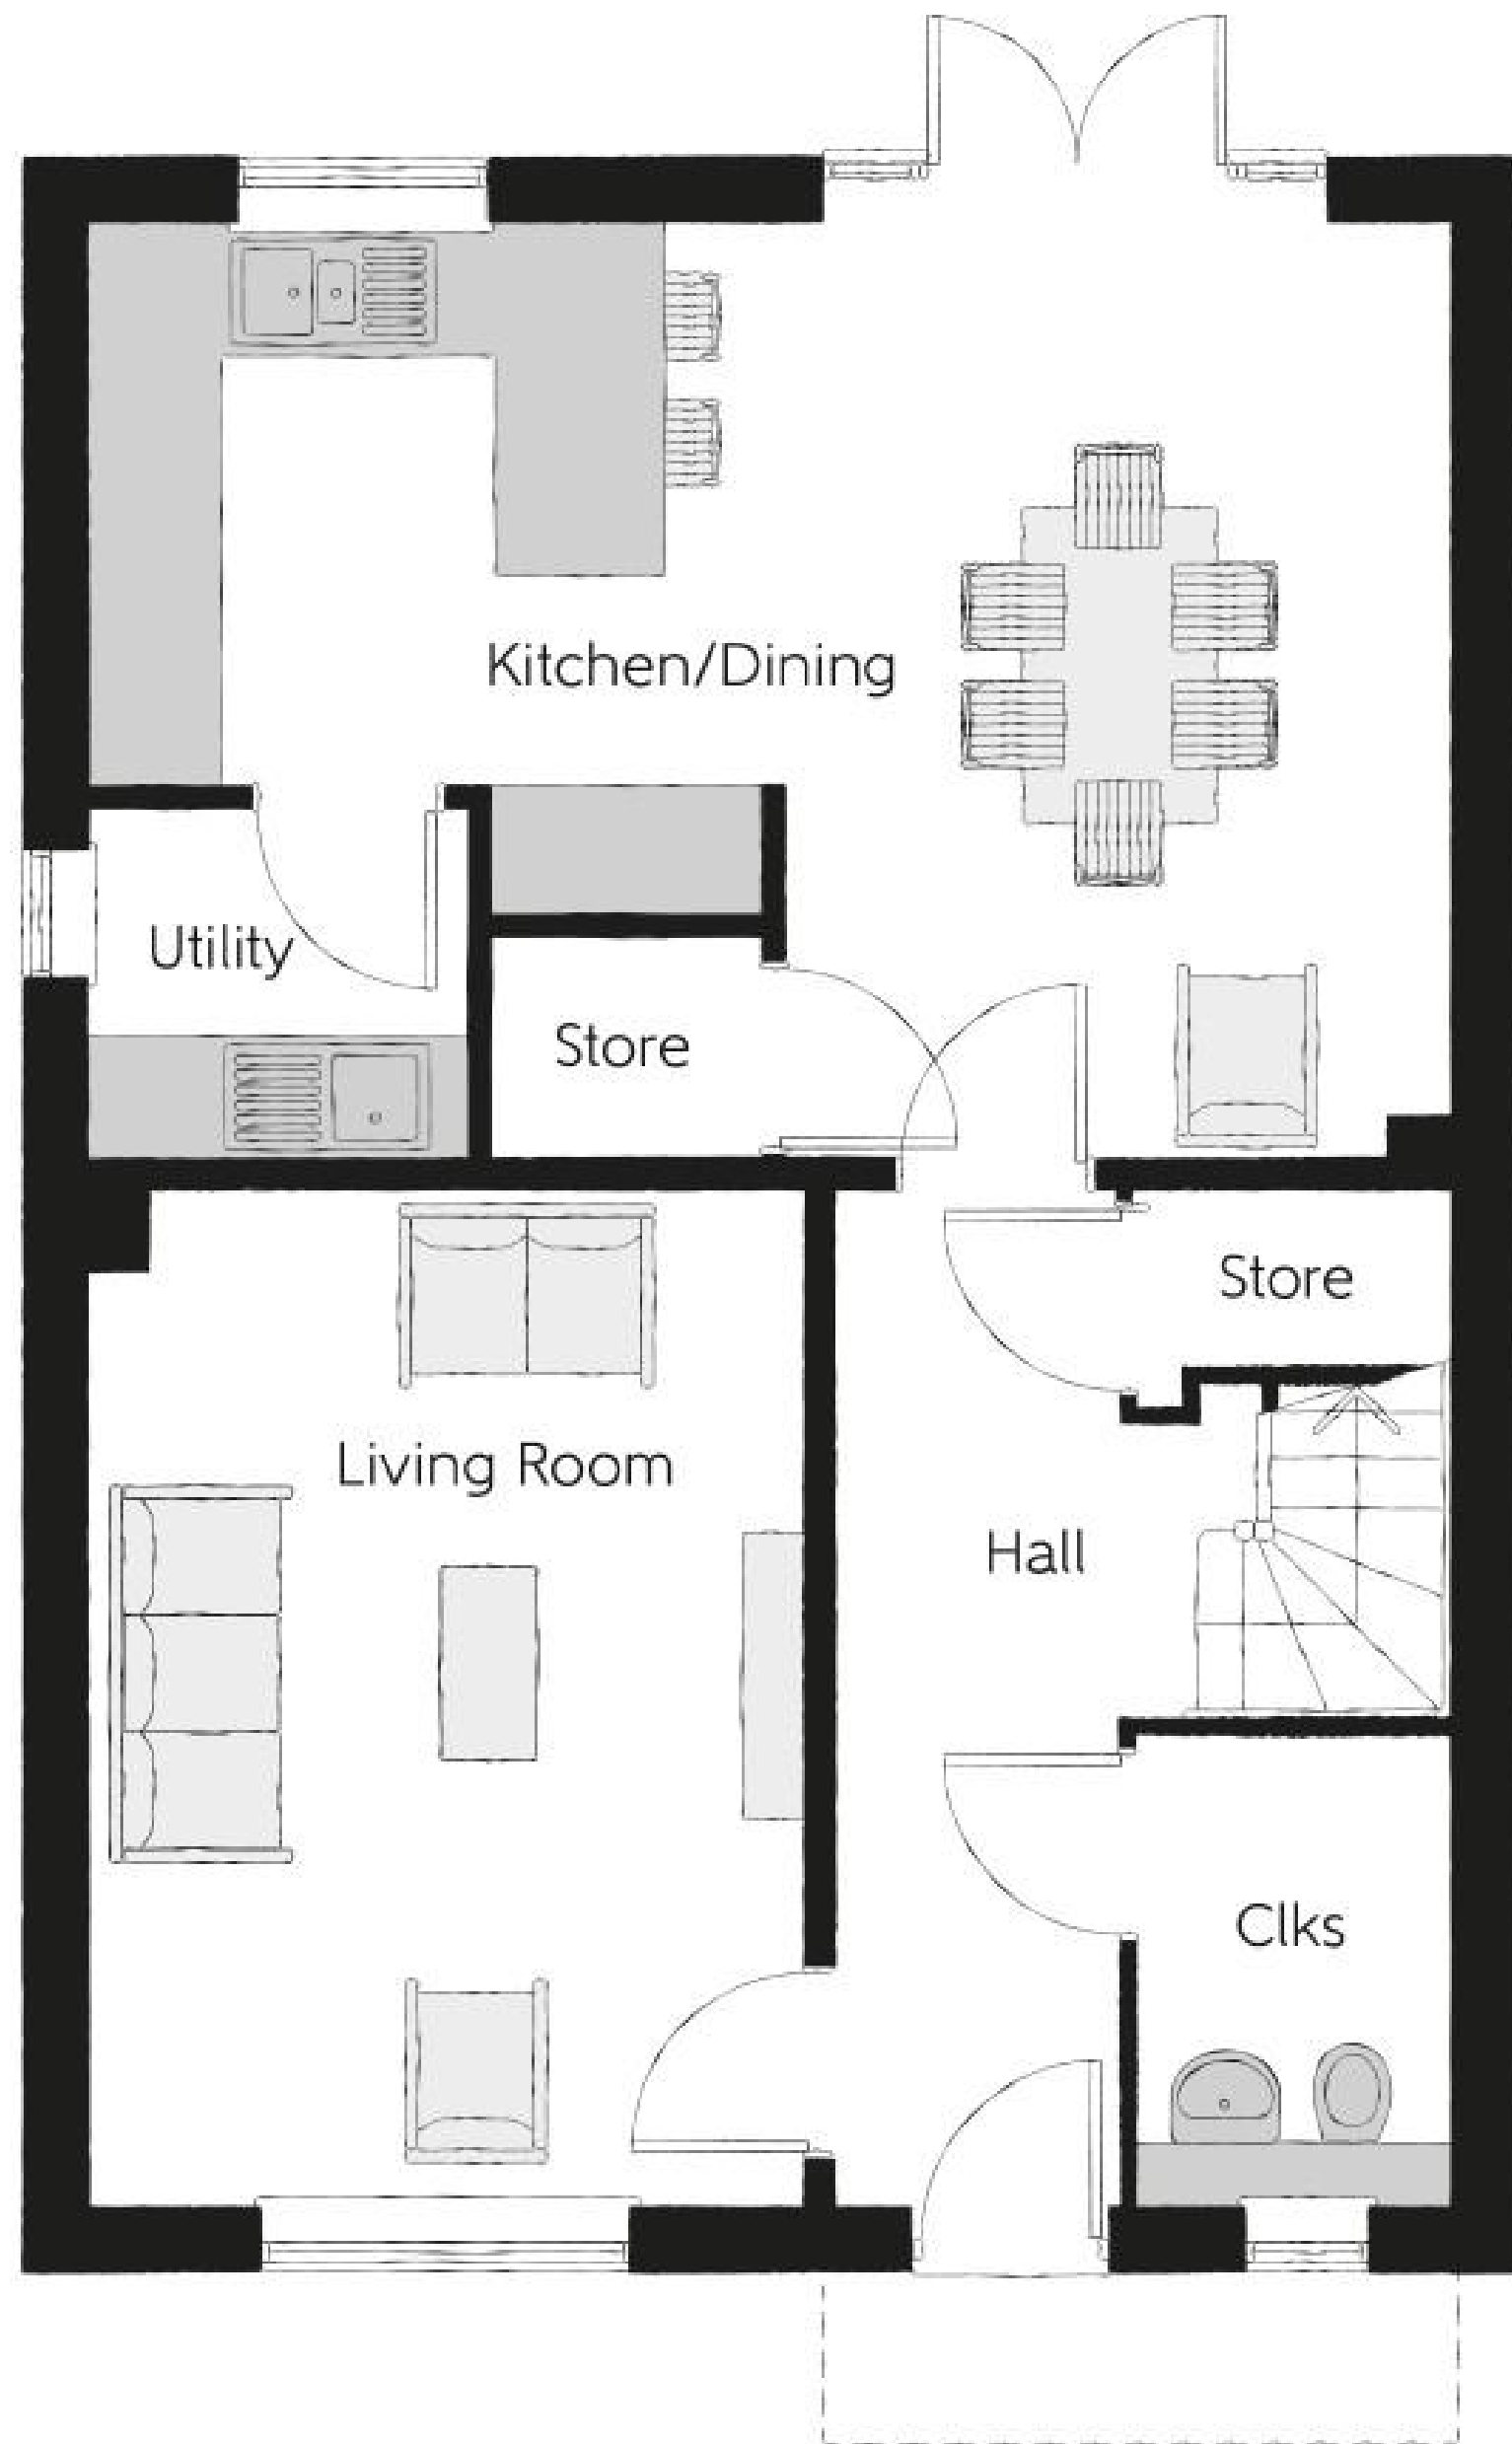 Kitchen/Dining
Utility
Store
Store
Living Room
Hall
Clks